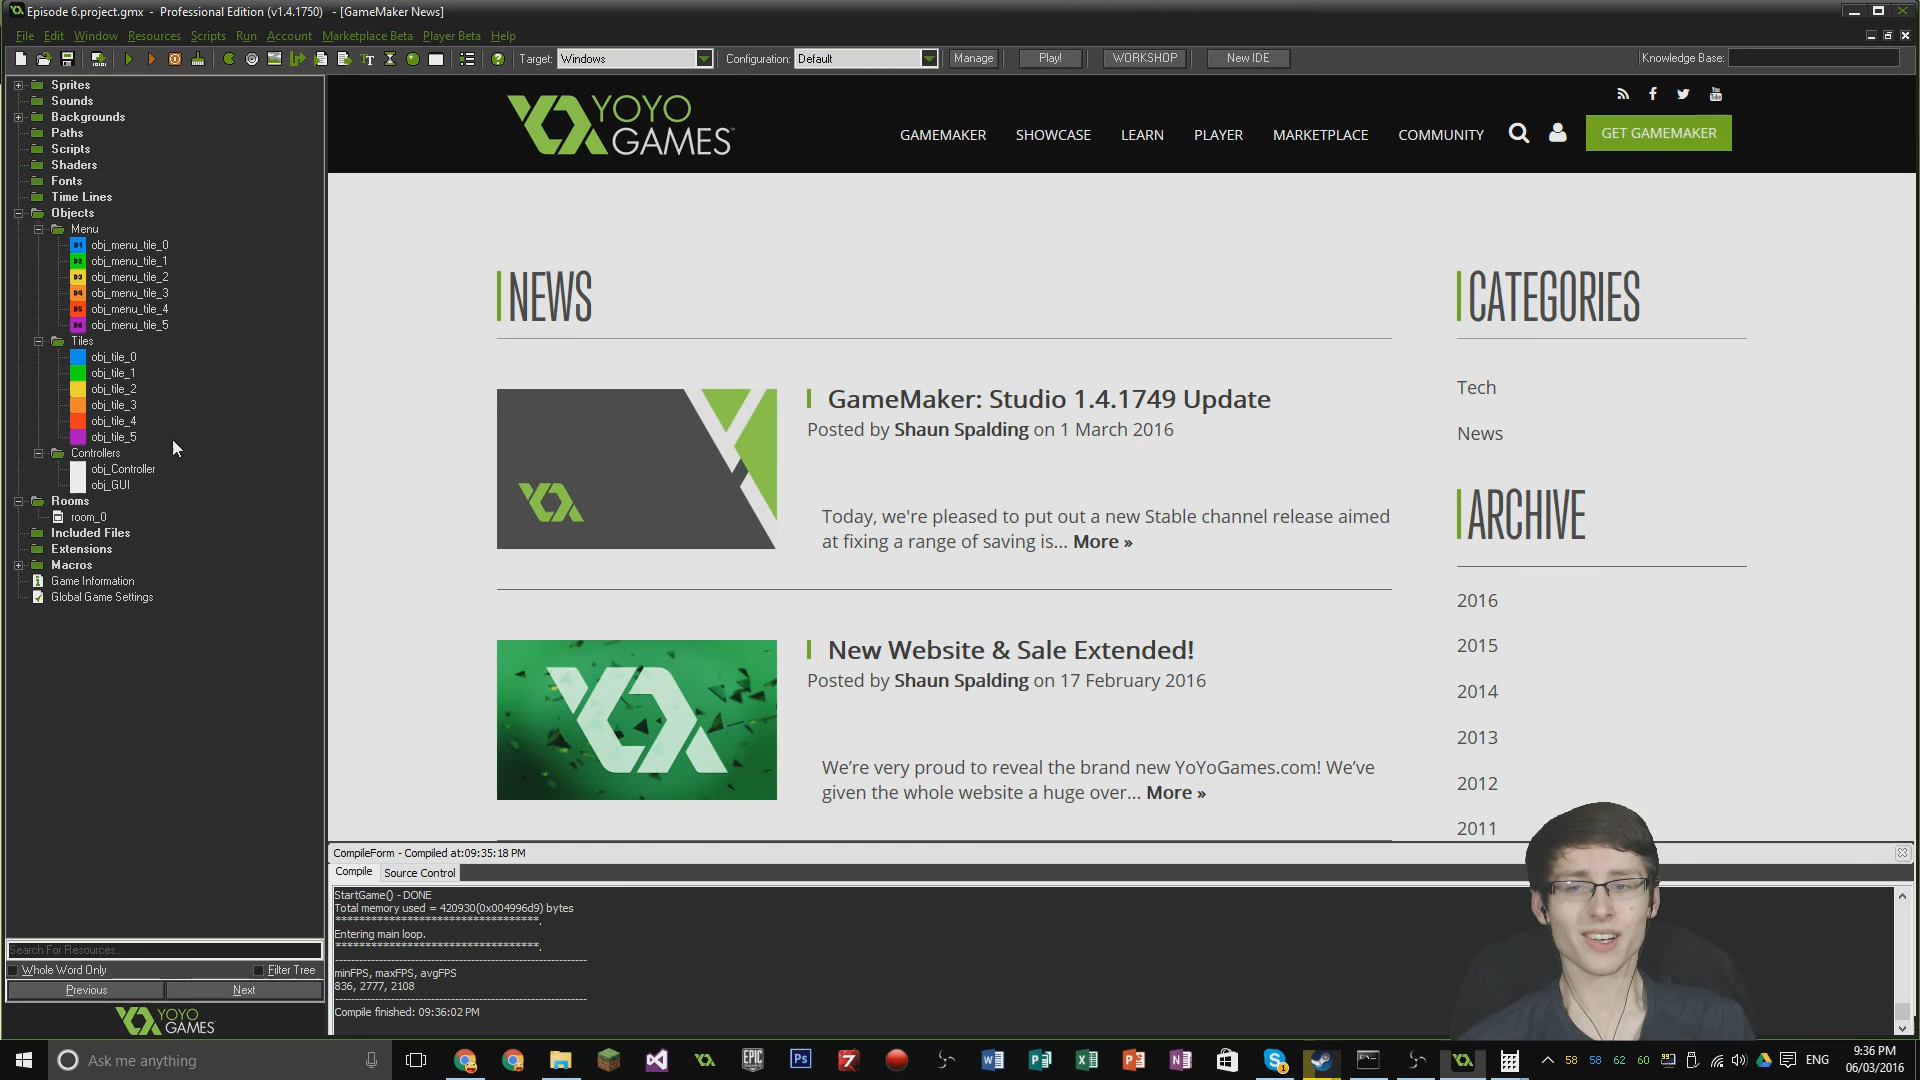 Episode 6.project.gmx - Professional Edition (v1.4.1750) - [GameMaker News]
File Edit Window Resources Scripts Run Account Marketplace Beta Player Beta Help
Target: Windows Configuration: Default Manage Play! WORKSHOP New IDE Knowledge Base:
Sprites
Sounds
Backgrounds
Paths
Scripts
Shaders
Fonts
Time Lines
Objects
Menu
D1 obj_menu_tile_0
D2 obj_menu_tile_1
D3 obj_menu_tile_2
D4 obj_menu_tile_3
D5 obj_menu_tile_4
D6 obj_menu_tile_5
Tiles
obj_tile_0
obj_tile_1
obj_tile_2
obj_tile_3
obj_tile_4
obj_tile_5
Controllers
obj_Controller
obj_GUI
Rooms
room_0
Included Files
Extensions
Macros
Game Information
Global Game Settings
Search For Resources...
Whole Word Only Filter Tree
Previous Next
YOYO
GAMES
YOYO
GAMES™
GAMEMAKER SHOWCASE LEARN PLAYER MARKETPLACE COMMUNITY GET GAMEMAKER
NEWS
GameMaker: Studio 1.4.1749 Update
Posted by Shaun Spalding on 1 March 2016
Today, we're pleased to put out a new Stable channel release aimed
at fixing a range of saving is... More »
New Website & Sale Extended!
Posted by Shaun Spalding on 17 February 2016
We're very proud to reveal the brand new YoYoGames.com! We've
given the whole website a huge over... More »
CATEGORIES
Tech
News
ARCHIVE
2016
2015
2014
2013
2012
2011
CompileForm - Compiled at:09:35:18 PM
Compile Source Control
StartGame() - DONE
Total memory used = 420930(0x004996d9) bytes
***********************************.
Entering main loop.
***********************************.
minFPS, maxFPS, avgFPS
836, 2777, 2108
Compile finished: 09:36:02 PM
Ask me anything
58 58 62 60 ENG
9:36 PM
06/03/2016